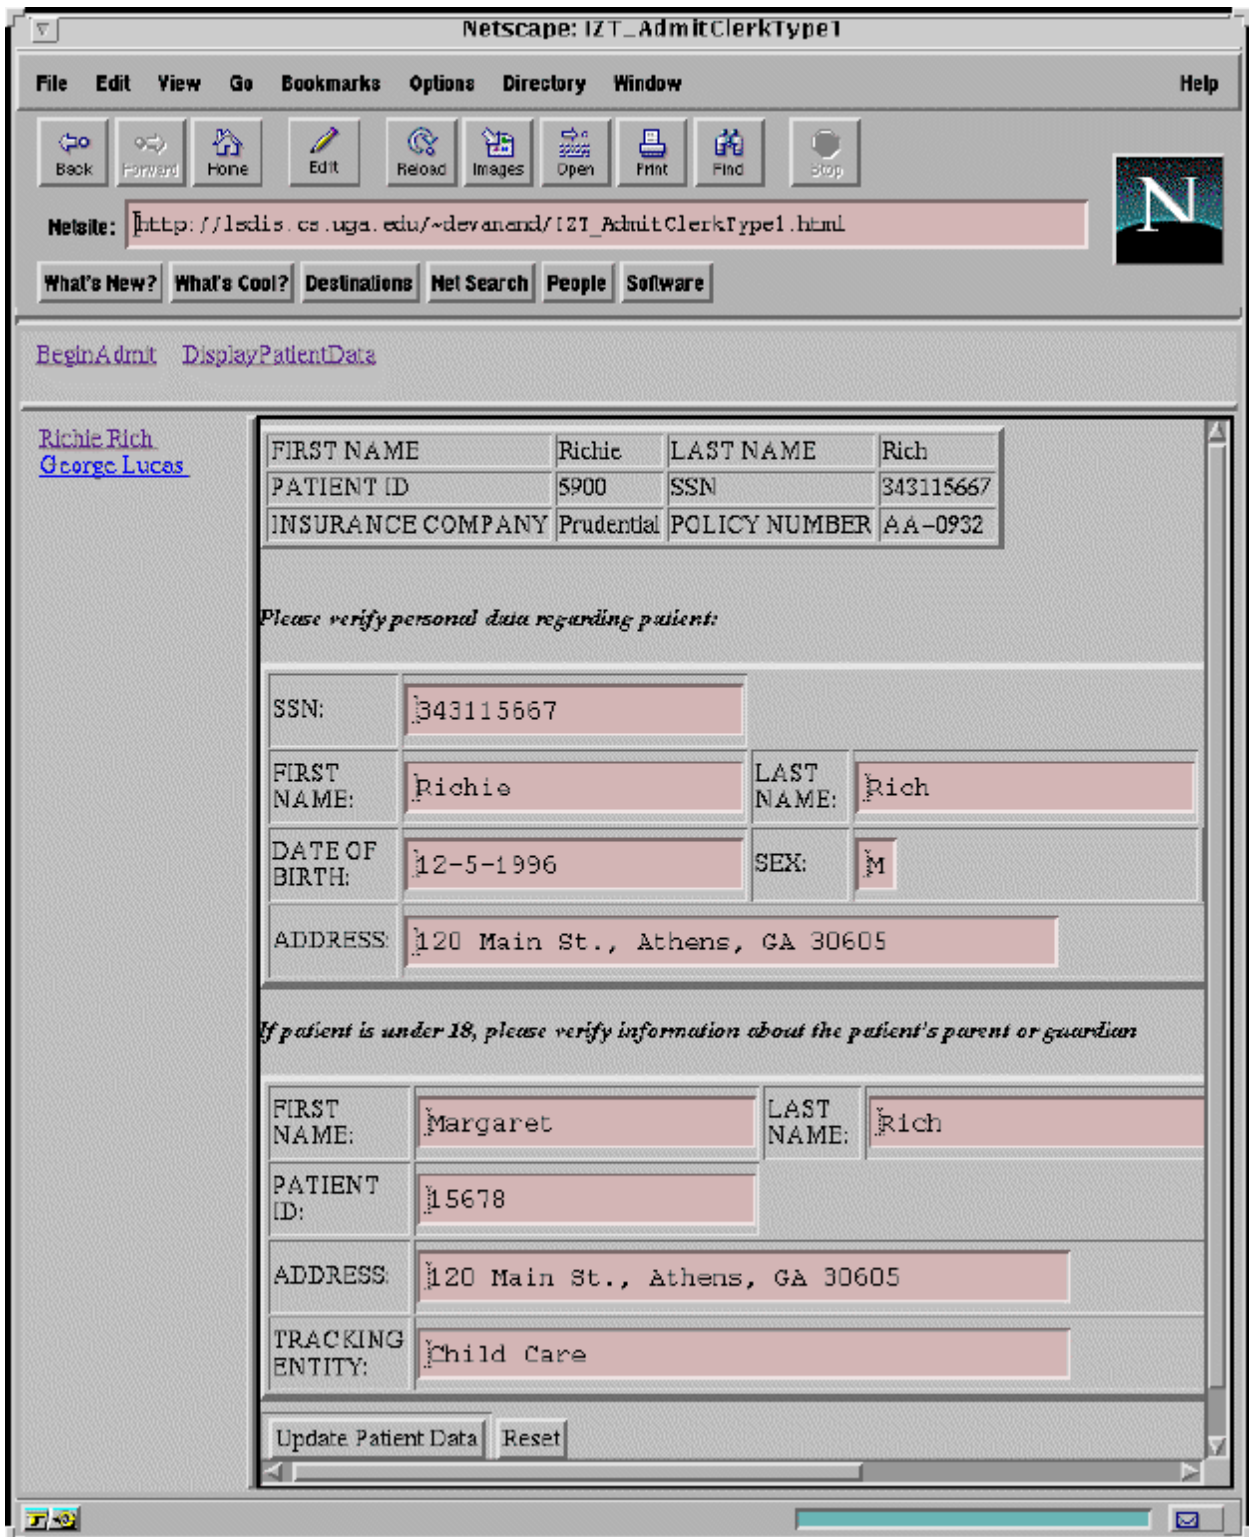 Netscape: IZT_AdmitClerkType1
File Edit View Go Bookmarks Options Directory Window Help
Back Forward Home Edit Reload Images Open Print Find Stop
Netsite: http://lsdis.cs.uga.edu/~devanand/IZT_AdmitClerkType1.html
N
What's New? What's Cool? Destinations Net Search People Software
BeginAdmit DisplayPatientData
Richie Rich
George Lucas
FIRST NAME Richie LAST NAME Rich
PATIENT ID 5900 SSN 343115667
INSURANCE COMPANY Prudential POLICY NUMBER AA-0932
Please verify personal data regarding patient:
SSN: 343115667
FIRST NAME: Richie LAST NAME: Rich
DATE OF BIRTH: 12-5-1996 SEX: M
ADDRESS: 120 Main St., Athens, GA 30605
If patient is under 18, please verify information about the patient's parent or guardian
FIRST NAME: Margaret LAST NAME: Rich
PATIENT ID: 15678
ADDRESS: 120 Main St., Athens, GA 30605
TRACKING ENTITY: Child Care
Update Patient Data Reset